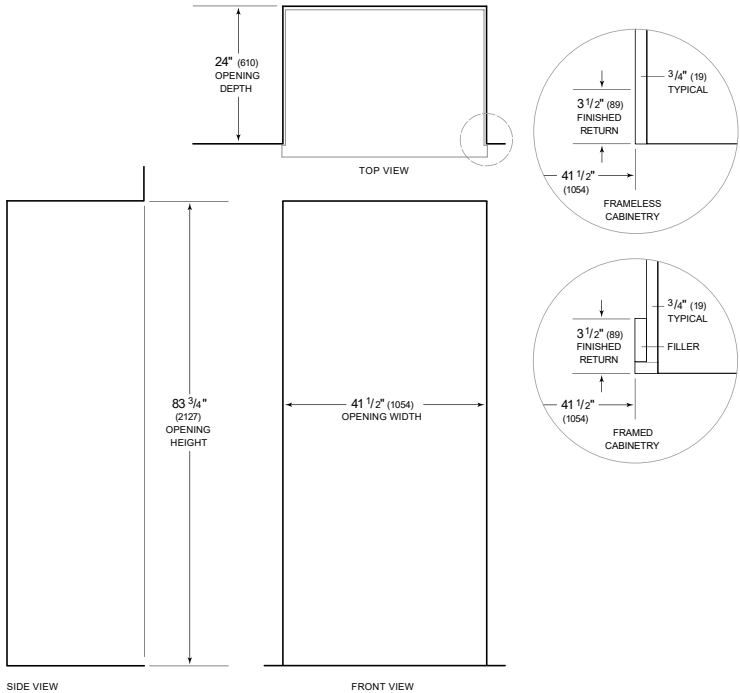 24" (610)
OPENING
DEPTH
TOP VIEW
3/4" (19)
TYPICAL
3 1/2" (89)
FINISHED
RETURN
41 1/2"
(1054)
FRAMELESS
CABINETRY
3/4" (19)
TYPICAL
3 1/2" (89)
FINISHED
RETURN
FILLER
41 1/2"
(1054)
FRAMED
CABINETRY
83 3/4"
(2127)
OPENING
HEIGHT
41 1/2" (1054)
OPENING WIDTH
SIDE VIEW
FRONT VIEW